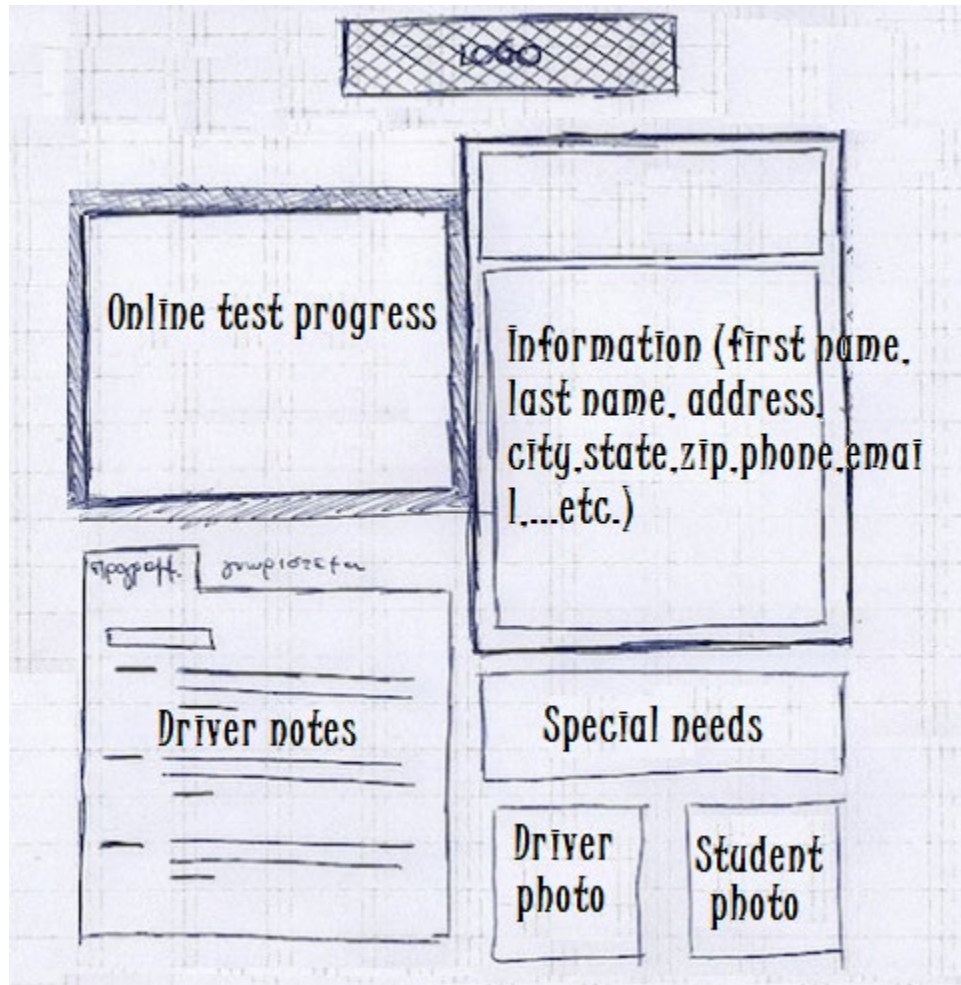 LOGO
Online test progress
Information (first name,
last name, address,
city,state,zip,phone,emai
l,...etc.)
Driver notes
Special needs
Driver
photo
Student
photo